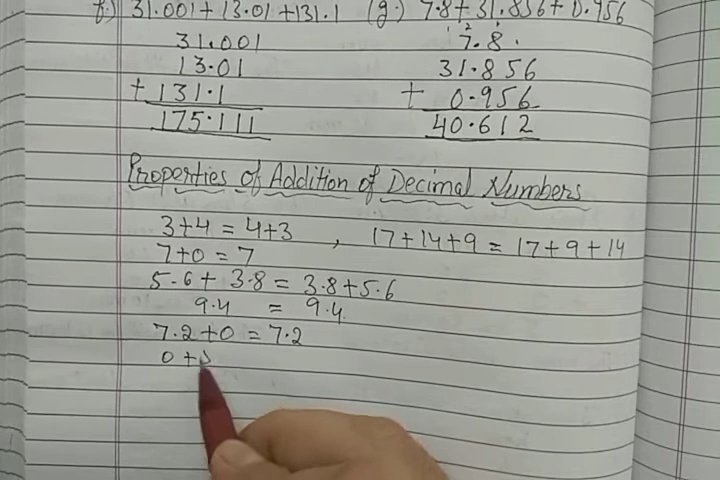 f.) 31.001 + 13.01 + 131.1 (g.) 7.8 + 31.856 + 0.956
31.001
13.01
+ 131.1
175.111
1 2 1
7.8.
31.856
+ 0.956
40.612
Properties of Addition of Decimal Numbers
3+4 = 4+3 , 17+14+9 = 17+9+14
7+0 = 7
5.6 + 3.8 = 3.8 + 5.6
9.4 = 9.4
7.2 + 0 = 7.2
0 +